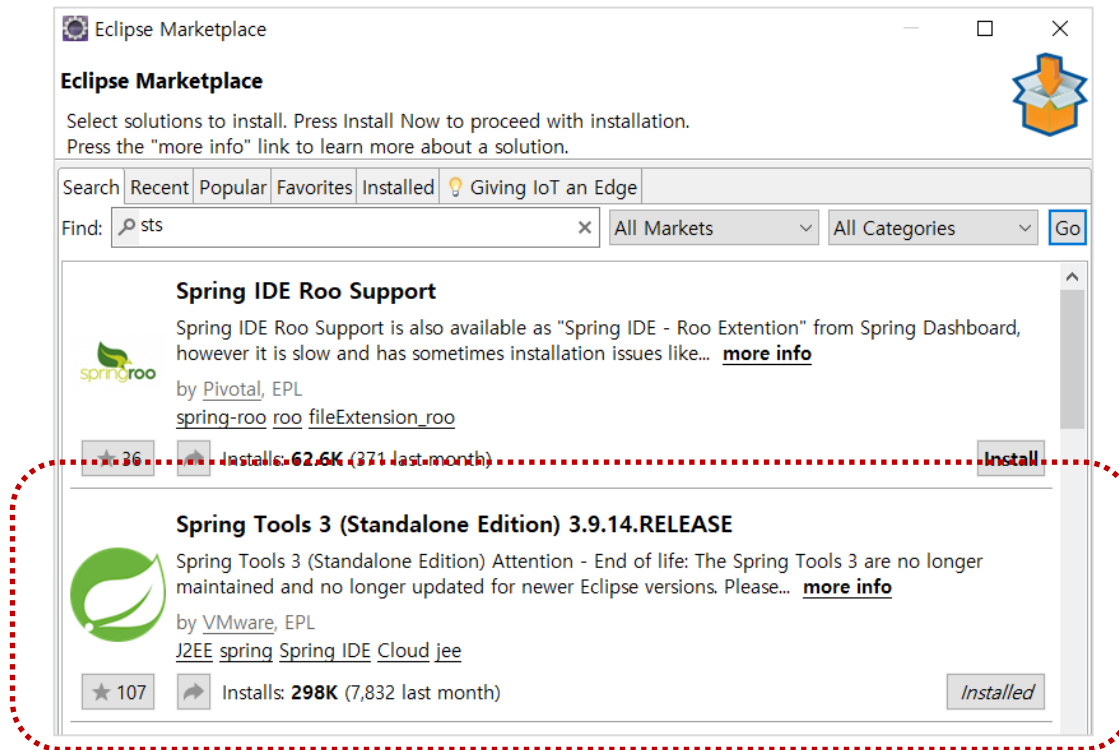 Eclipse Marketplace
Eclipse Marketplace
Select solutions to install. Press Install Now to proceed with installation.
Press the "more info" link to learn more about a solution.
Search Recent Popular Favorites Installed Giving IoT an Edge
Find: sts All Markets All Categories Go
Spring IDE Roo Support
Spring IDE Roo Support is also available as "Spring IDE - Roo Extention" from Spring Dashboard,
however it is slow and has sometimes installation issues like... more info
springroo
by Pivotal, EPL
spring-roo roo fileExtension_roo
36 Installs: 62.6K (371 last month) Install
Spring Tools 3 (Standalone Edition) 3.9.14.RELEASE
Spring Tools 3 (Standalone Edition) Attention - End of life: The Spring Tools 3 are no longer
maintained and no longer updated for newer Eclipse versions. Please... more info
by VMware, EPL
J2EE spring Spring IDE Cloud jee
107 Installs: 298K (7,832 last month) Installed